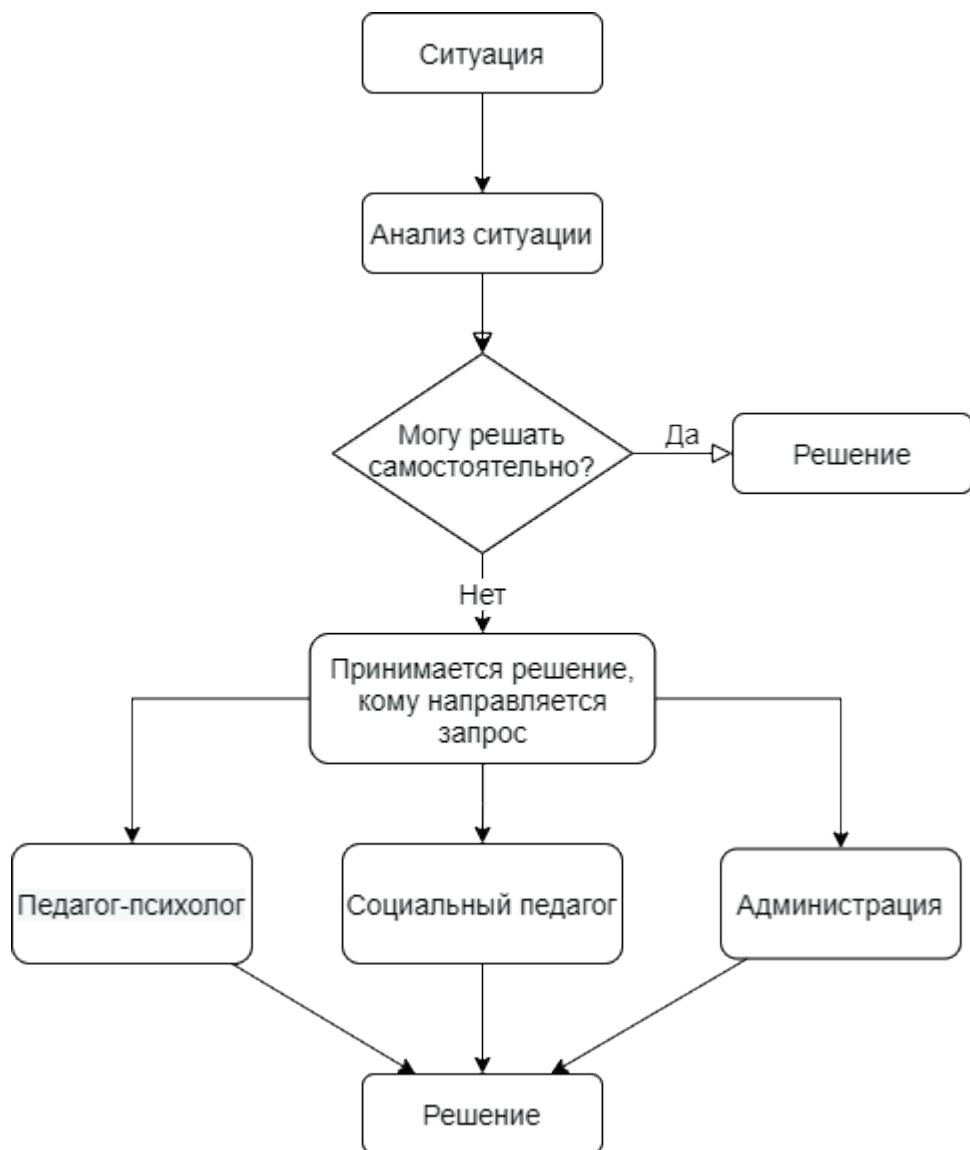 Ситуация
Анализ ситуации
Могу решать
самостоятельно?
Да
Решение
Нет
Принимается решение,
кому направляется
запрос
Педагог-психолог
Социальный педагог
Администрация
Решение